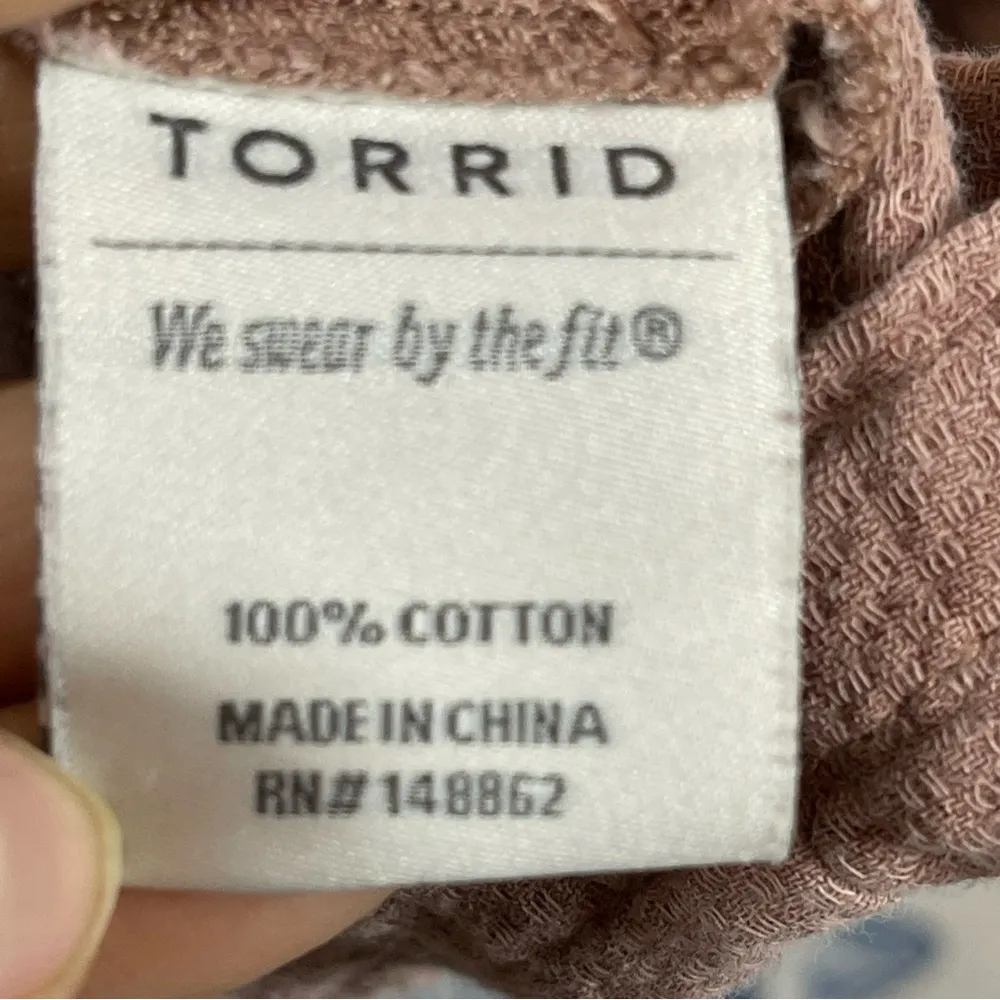 TORRID
We swear by the fit®
100% COTTON
MADE IN CHINA
RN# 148862